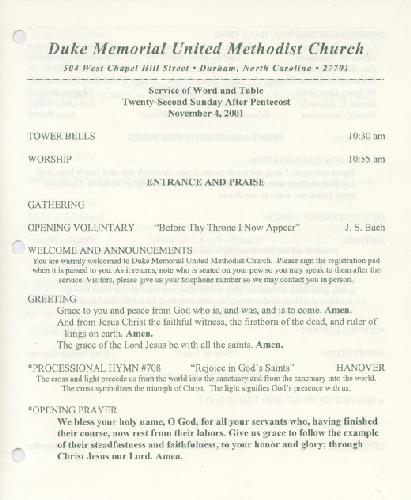 Duke Memorial United Methodist Church
504 West Chapel Hill Street • Durham, North Carolina • 27701
Service of Word and Table
Twenty-Second Sunday After Pentecost
November 4, 2001
TOWER BELLS 10:30 am
WORSHIP 10:55 am
ENTRANCE AND PRAISE
GATHERING
OPENING VOLUNTARY "Before Thy Throne I Now Appear" J. S. Bach
WELCOME AND ANNOUNCEMENTS
You are warmly welcomed to Duke Memorial United Methodist Church. Please sign the registration pad
when it is passed to you. As it returns, note who is seated on your pew so you may speak to them after the
service. Visitors, please give us your telephone number so we may contact you in person.
GREETING
Grace to you and peace from God who is, and was, and is to come. Amen.
And from Jesus Christ the faithful witness, the firstborn of the dead, and ruler of
kings on earth. Amen.
The grace of the Lord Jesus be with all the saints. Amen.
*PROCESSIONAL HYMN #708 "Rejoice in God's Saints" HANOVER
The cross and light precede us from the world into the sanctuary and from the sanctuary into the world.
The cross symbolizes the triumph of Christ. The light signifies God's presence with us.
*OPENING PRAYER
We bless your holy name, O God, for all your servants who, having finished
their course, now rest from their labors. Give us grace to follow the example
of their steadfastness and faithfulness, to your honor and glory; through
Christ Jesus our Lord. Amen.